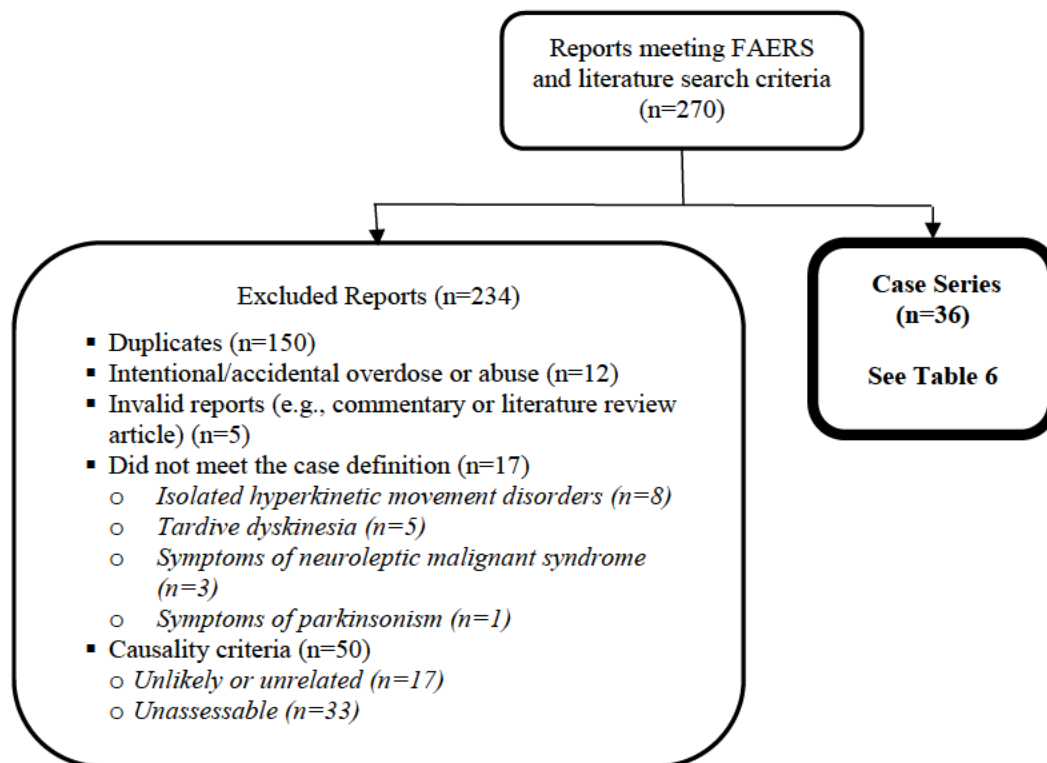 Reports meeting FAERS
and literature search criteria
(n=270)
Excluded Reports (n=234)
▪ Duplicates (n=150)
▪ Intentional/accidental overdose or abuse (n=12)
▪ Invalid reports (e.g., commentary or literature review
article) (n=5)
▪ Did not meet the case definition (n=17)
o Isolated hyperkinetic movement disorders (n=8)
o Tardive dyskinesia (n=5)
o Symptoms of neuroleptic malignant syndrome
(n=3)
o Symptoms of parkinsonism (n=1)
▪ Causality criteria (n=50)
o Unlikely or unrelated (n=17)
o Unassessable (n=33)
Case Series
(n=36)
See Table 6